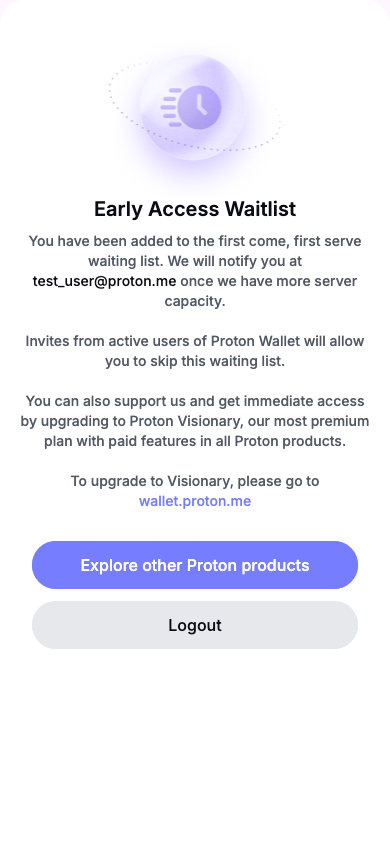 Early Access Waitlist
You have been added to the first come, first serve
waiting list. We will notify you at
test_user@proton.me once we have more server
capacity.
Invites from active users of Proton Wallet will allow
you to skip this waiting list.
You can also support us and get immediate access
by upgrading to Proton Visionary, our most premium
plan with paid features in all Proton products.
To upgrade to Visionary, please go to
wallet.proton.me
Explore other Proton products
Logout